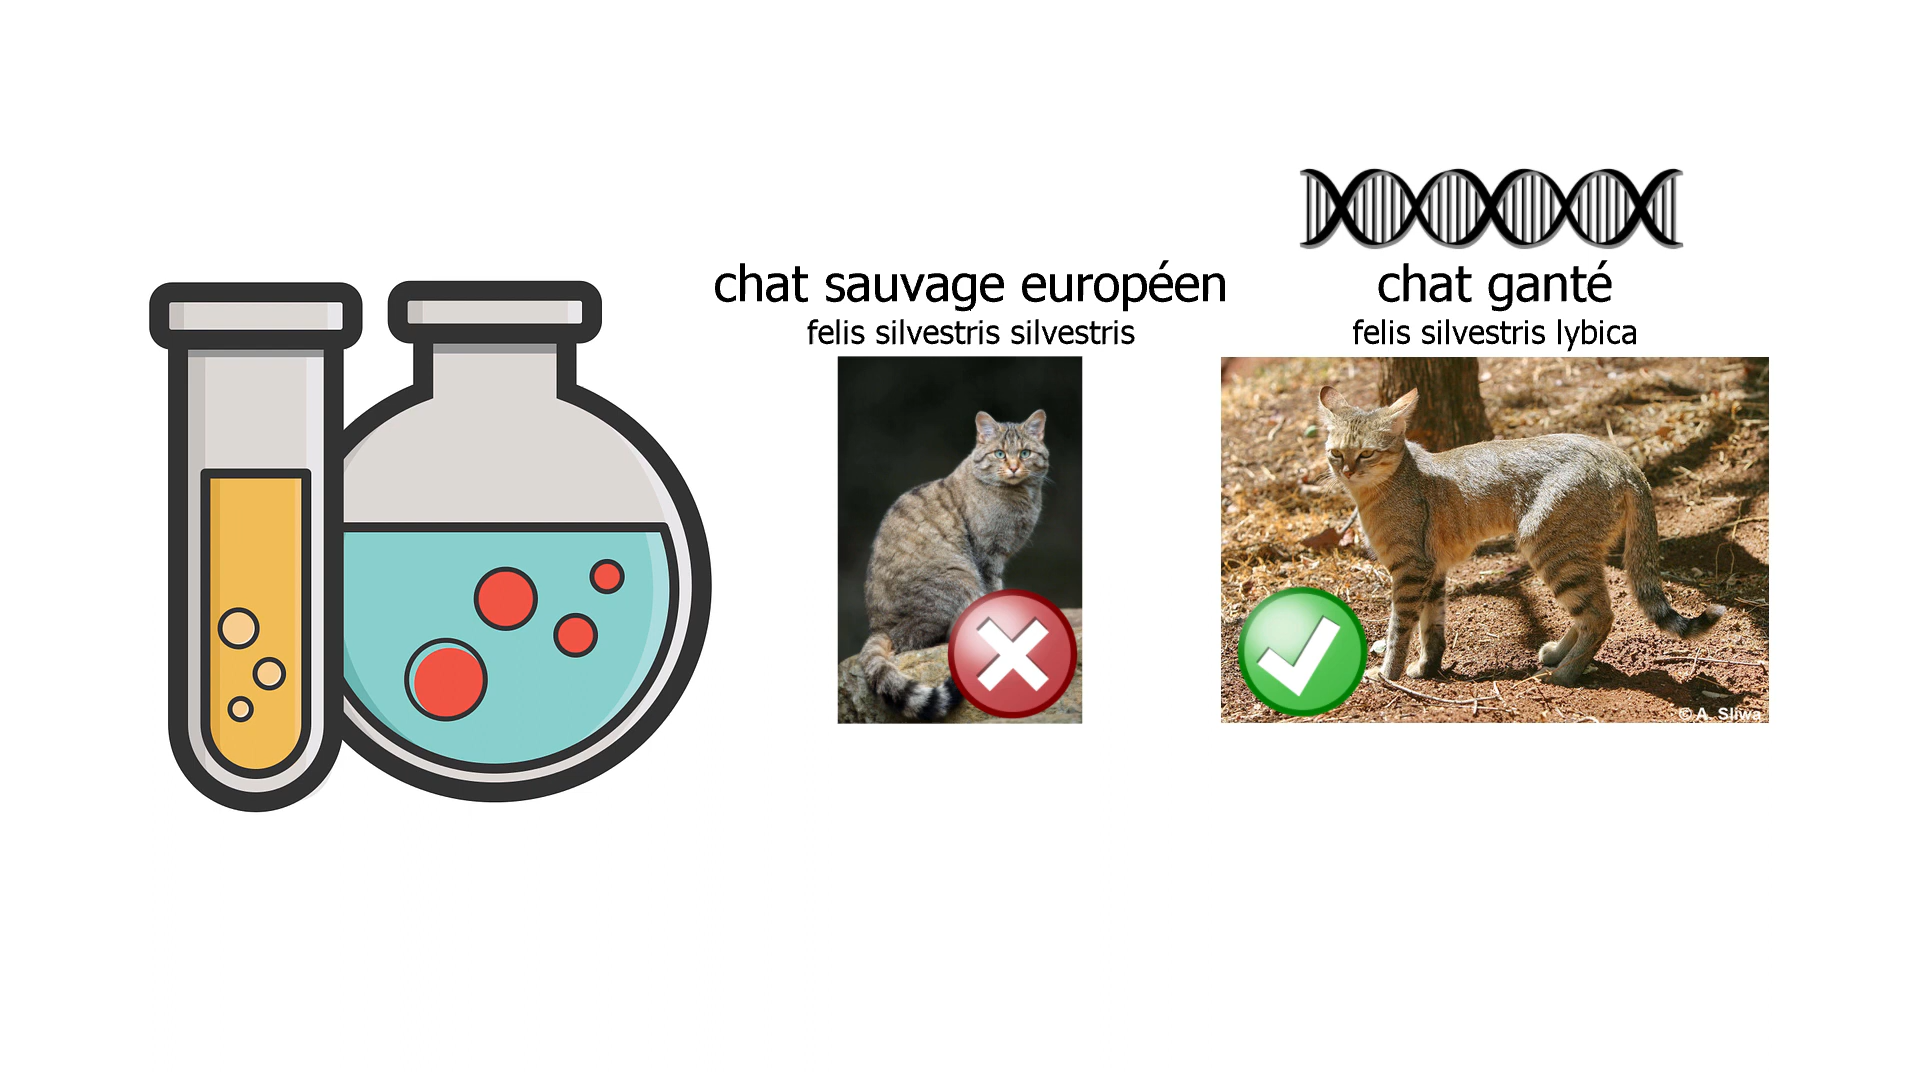 chat sauvage européen
felis silvestris silvestris
chat ganté
felis silvestris lybica
© A. Sliwa